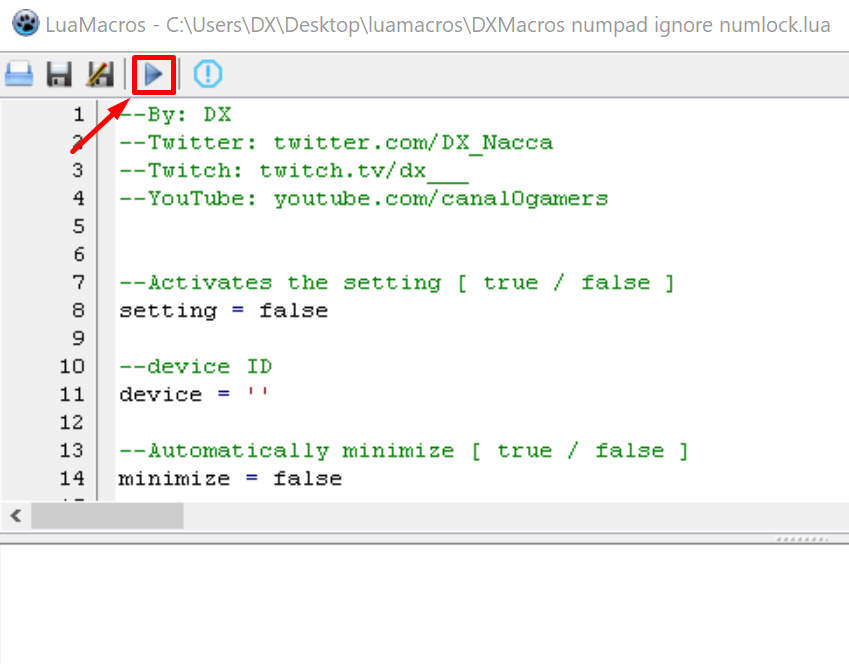 LuaMacros - C:\Users\DX\Desktop\luamacros\DXMacros numpad ignore numlock.lua
1 --By: DX
2 --Twitter: twitter.com/DX_Nacca
3 --Twitch: twitch.tv/dx___
4 --YouTube: youtube.com/canal0gamers
5
6
7 --Activates the setting [ true / false ]
8 setting = false
9
10 --device ID
11 device = ''
12
13 --Automatically minimize [ true / false ]
14 minimize = false